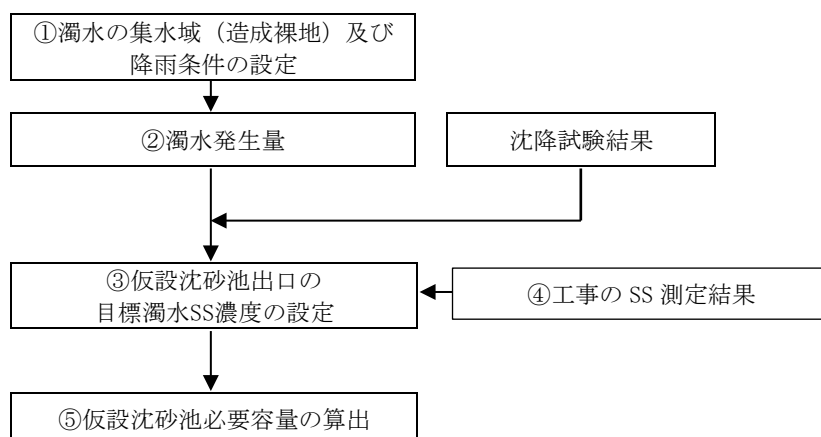 ①濁水の集水域（造成裸地）及び
降雨条件の設定
②濁水発生量
沈降試験結果
③仮設沈砂池出口の
目標濁水SS濃度の設定
④工事の SS 測定結果
⑤仮設沈砂池必要容量の算出